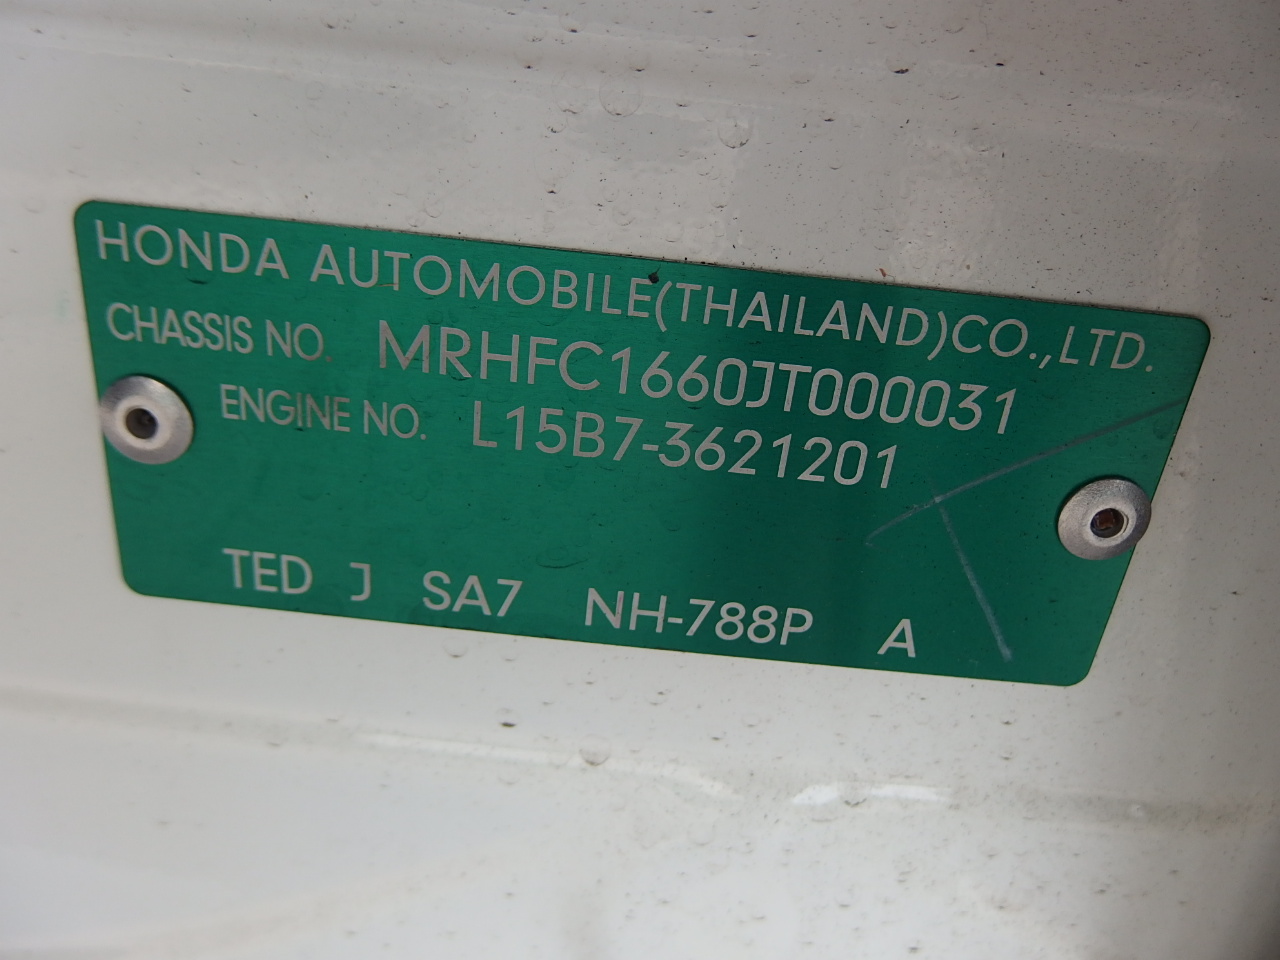 HONDA AUTOMOBILE(THAILAND)CO.,LTD.
CHASSIS NO. MRHFC1660JT000031
ENGINE NO. L15B7-3621201
TED J SA7 NH-788P A